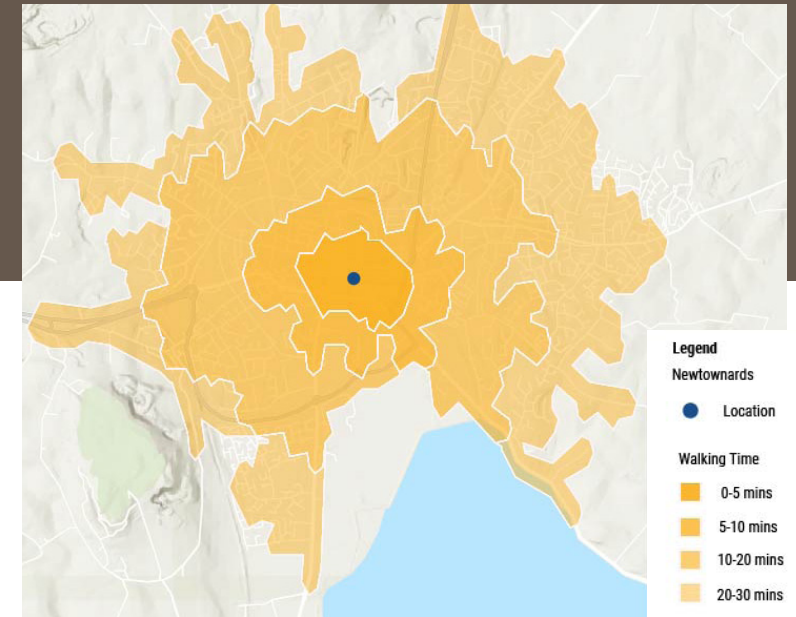 Legend
Newtownards
Location
Walking Time
0-5 mins
5-10 mins
10-20 mins
20-30 mins